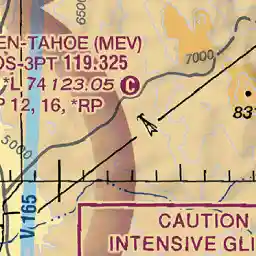 EN-TAHOE (MEV)
OS-3PT 119.325
*L 74 123.05 C
P 12, 16, *RP
7000
83
5000
V 165
CAUTION
INTENSIVE GLI